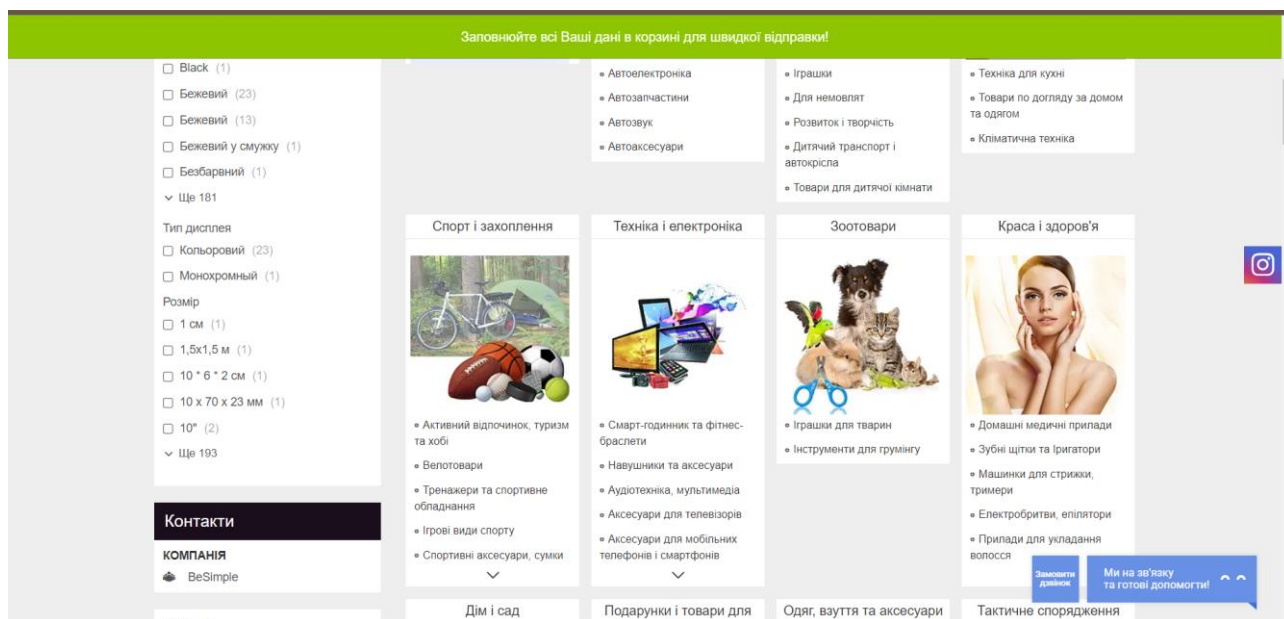 Заповнюйте всі Ваші дані в корзині для швидкої відправки!
Black (1)
Бежевий (23)
Бежевий (13)
Бежевий у смужку (1)
Безбарвний (1)
Ще 181
Тип дисплея
Кольоровий (23)
Монохромный (1)
Розмір
1 см (1)
1,5х1,5 м (1)
10 * 6 * 2 см (1)
10 х 70 х 23 мм (1)
10" (2)
Ще 193
Контакти
КОМПАНІЯ
BeSimple
Автоелектроніка
Автозапчастини
Автозвук
Автоаксесуари
Іграшки
Для немовлят
Розвиток і творчість
Дитячий транспорт і
автокрісла
Товари для дитячої кімнати
Техніка для кухні
Товари по догляду за домом
та одягом
Кліматична техніка
Спорт і захоплення
Активний відпочинок, туризм
та хобі
Велотовари
Тренажери та спортивне
обладнання
Ігрові види спорту
Спортивні аксесуари, сумки
Техніка і електроніка
Смарт-годинник та фітнес-
браслети
Навушники та аксесуари
Аудіотехніка, мультимедіа
Аксесуари для телевізорів
Аксесуари для мобільних
телефонів і смартфонів
Зоотовари
Іграшки для тварин
Інструменти для грумінгу
Краса і здоров'я
Домашні медичні прилади
Зубні щітки та Іригатори
Машинки для стрижки,
тримери
Електробритви, епілятори
Прилади для укладання
волосся
Дім і сад
Подарунки і товари для
Одяг, взуття та аксесуари
Тактичне спорядження
Замовити
дзвінок
Ми на зв'язку
та готові допомогти!